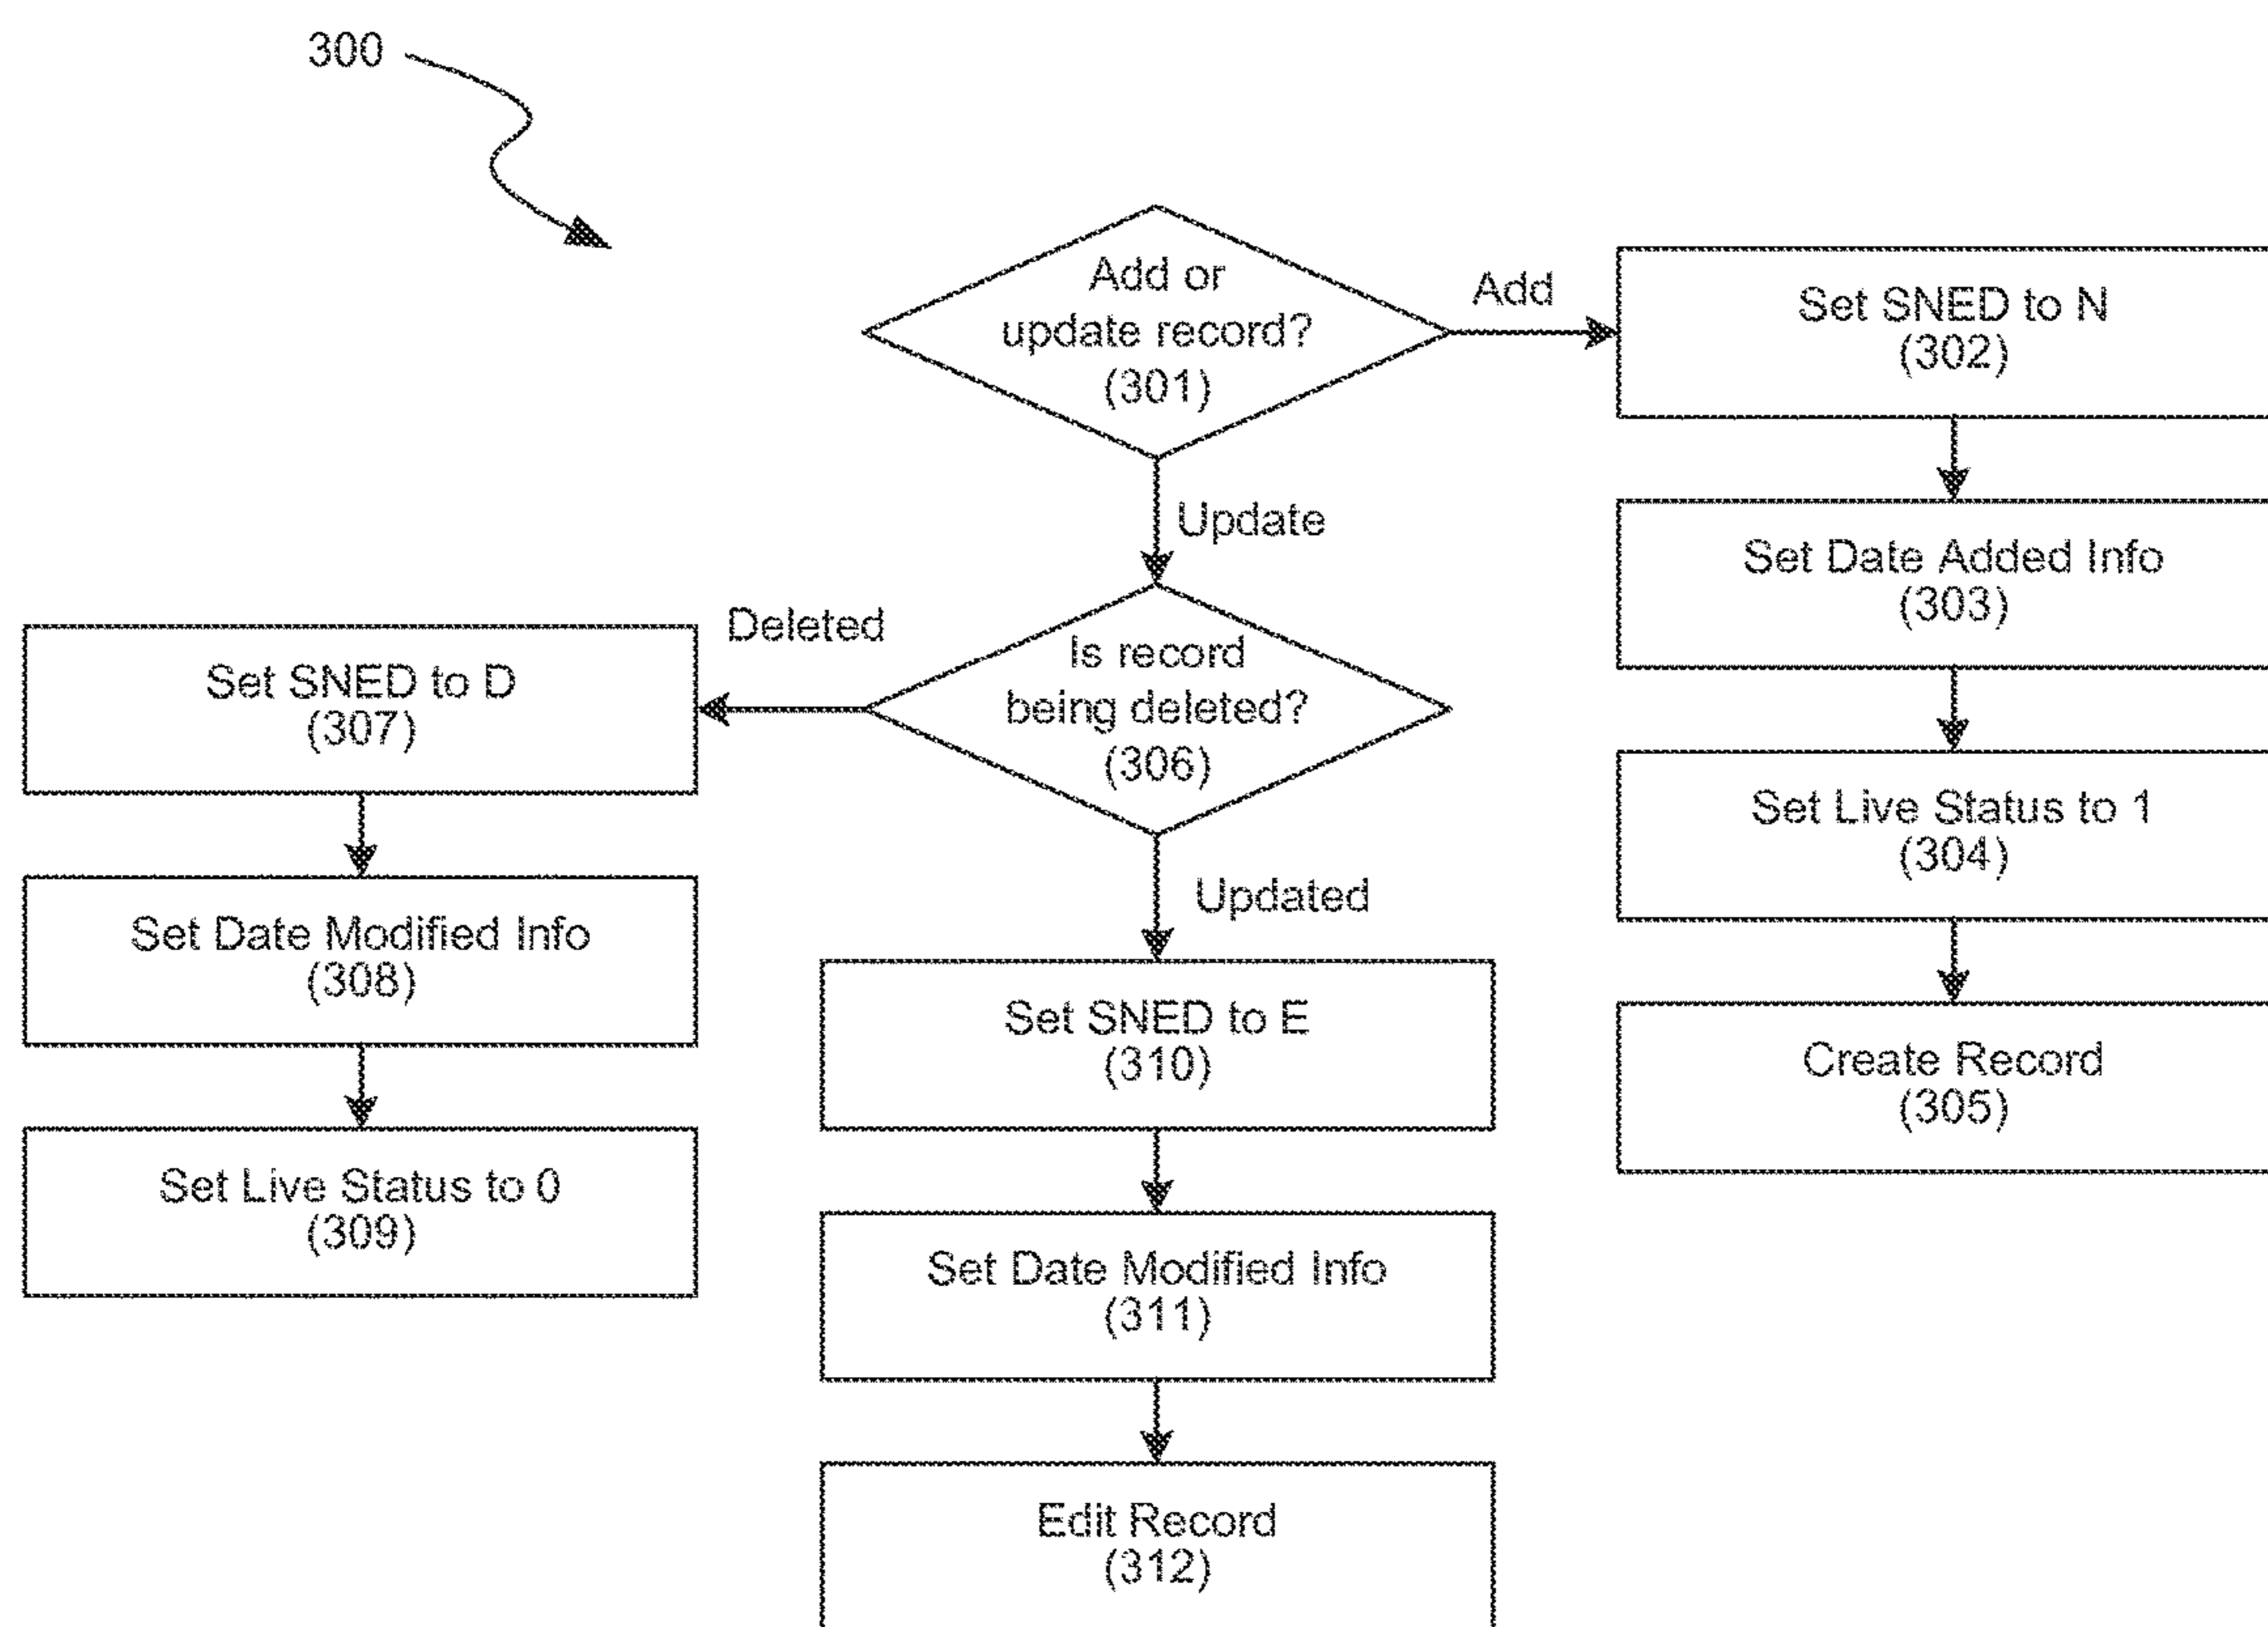 300
Add or
update record?
(301)
Add
Set SNED to N
(302)
Update
Set Date Added Info
(303)
Deleted
Is record
being deleted?
(306)
Set SNED to D
(307)
Set Live Status to 1
(304)
Updated
Set Date Modified Info
(308)
Set SNED to E
(310)
Create Record
(305)
Set Live Status to 0
(309)
Set Date Modified Info
(311)
Edit Record
(312)